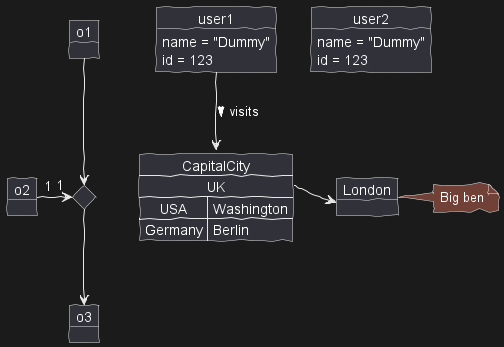 o1
user1
name = "Dummy"
id = 123
user2
name = "Dummy"
id = 123
visits
CapitalCity
UK
USA Washington
Germany Berlin
o2
1 1
London
Big ben
o3